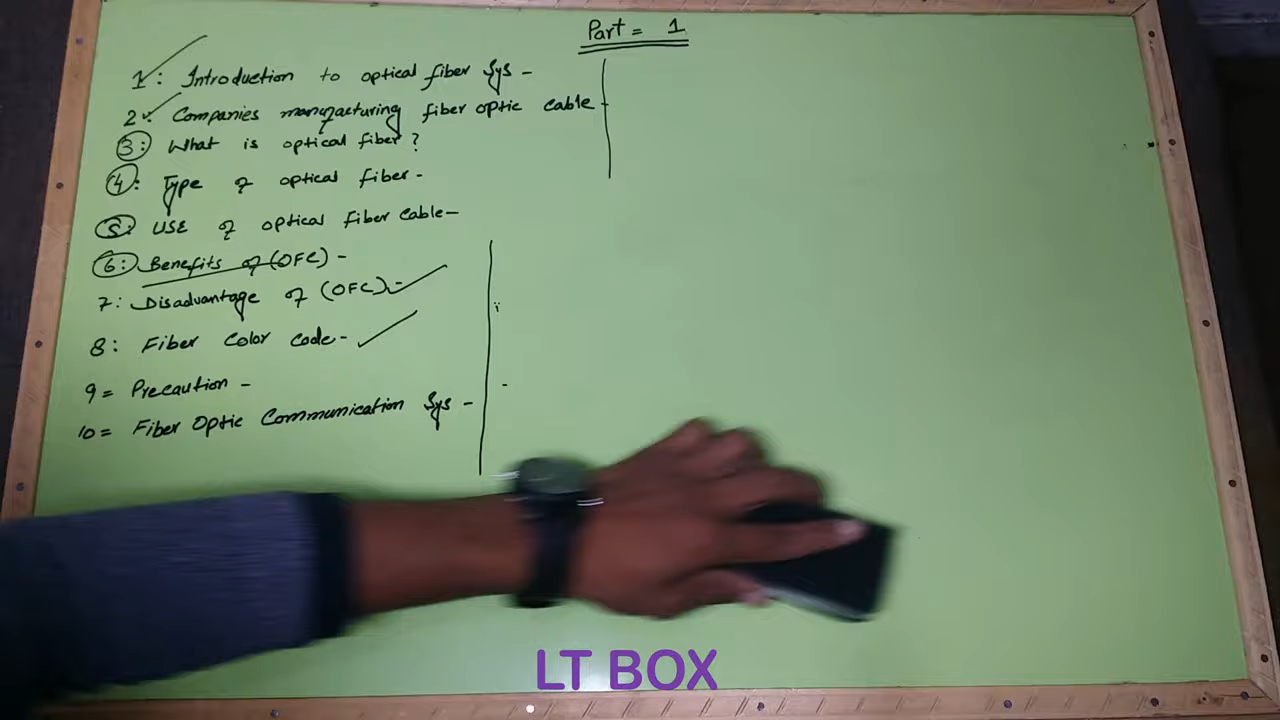 Part = 1
1: Introduction to optical fiber Sys -
2: Companies manufacturing fiber optic cable -
3: What is optical fiber ?
4: Type of optical fiber -
5: USE of optical Fiber Cable -
6: Benefits of (OFC) -
7: Disadvantage of (OFC) -
8: Fiber Color Code -
9= Precaution -
10= Fiber Optic Communication Sys -
LT BOX